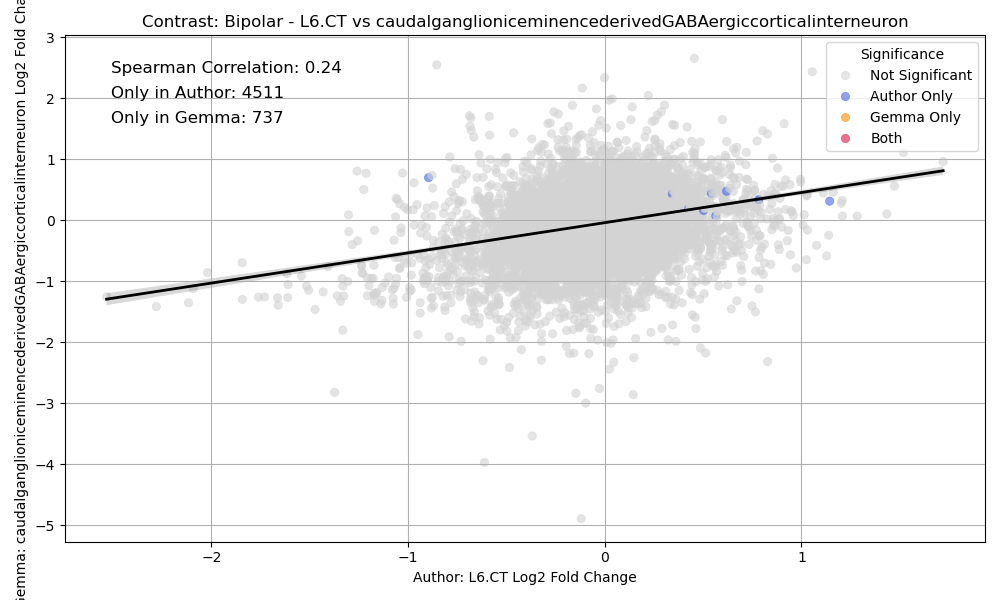 Contrast: Bipolar - L6.CT vs caudalganglioniceminencederivedGABAergiccorticalinterneuron
Spearman Correlation: 0.24
Only in Author: 4511
Only in Gemma: 737
Significance
Not Significant
Author Only
Gemma Only
Both
3
2
1
0
−1
−2
−3
−4
−5
caudalganglioniceminencederivedGABAergiccorticalinterneuron Log2 Fold
−2
−1
0
1
Author: L6.CT Log2 Fold Change